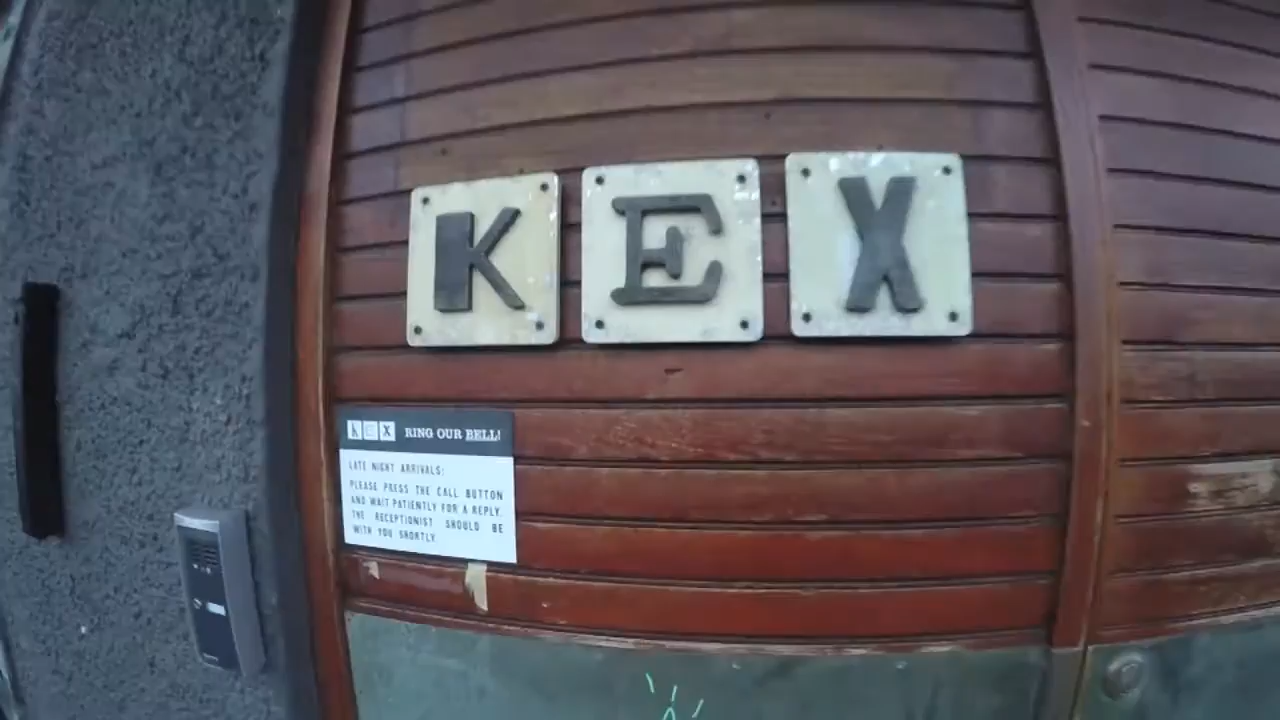 KEX
KEX RING OUR BELL!
LATE NIGHT ARRIVALS:
PLEASE PRESS THE CALL BUTTON
AND WAIT PATIENTLY FOR A REPLY.
THE RECEPTIONIST SHOULD BE
WITH YOU SHORTLY.